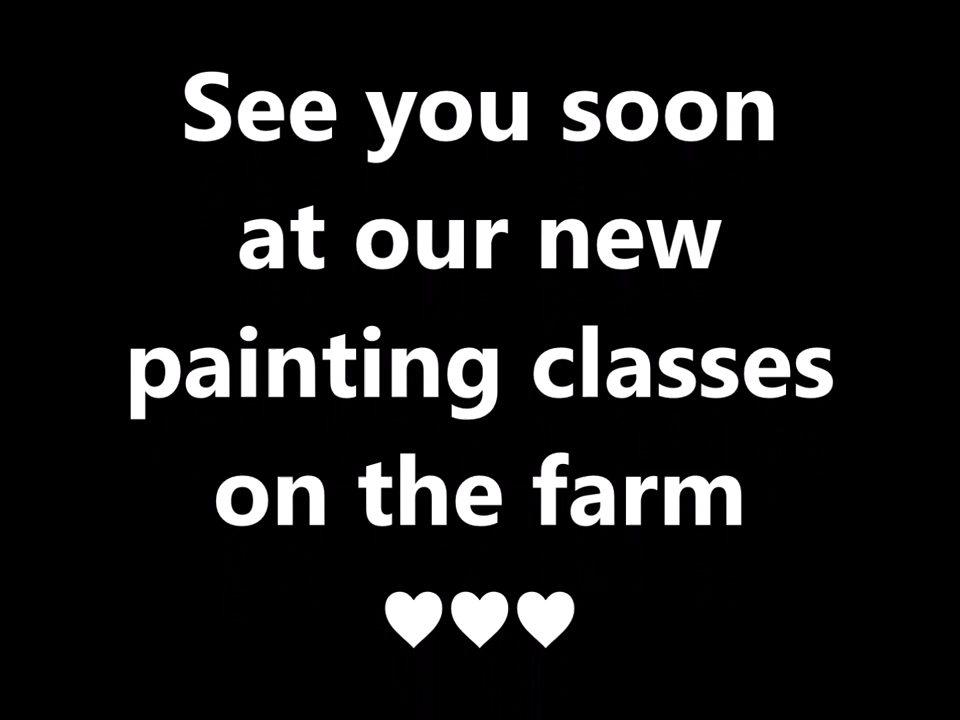 See you soon
at our new
painting classes
on the farm
♥♥♥